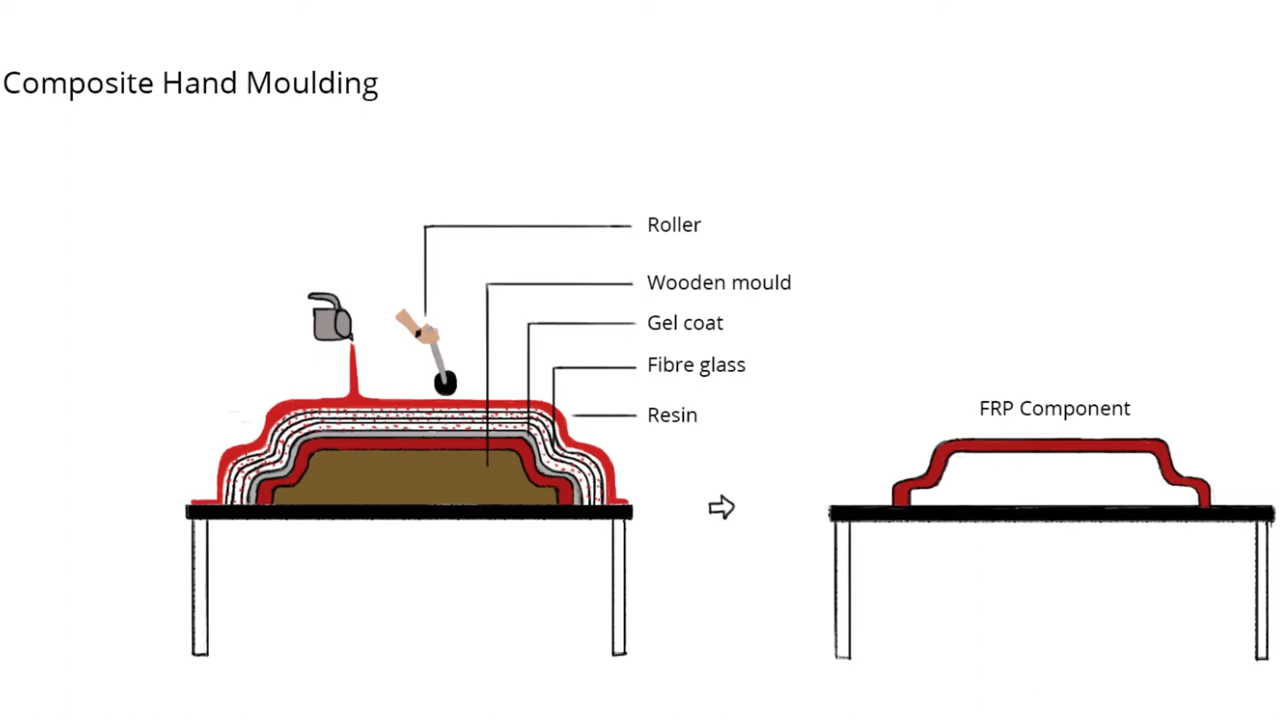 Composite Hand Moulding
Roller
Wooden mould
Gel coat
Fibre glass
Resin
FRP Component